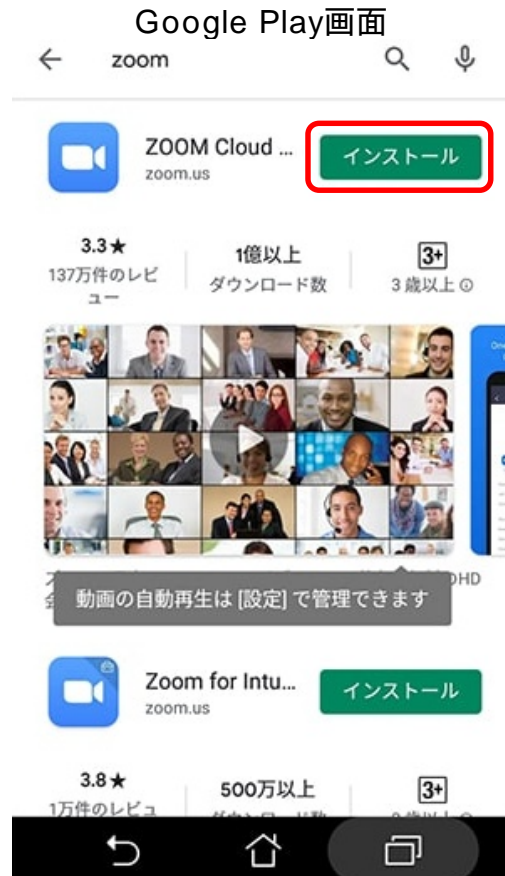 Google Play画面
zoom
ZOOM Cloud ...
インストール
zoom.us
3.3★
137万件のレビ
ュー
1億以上
ダウンロード数
3+
3 歳以上
One
動画の自動再生は [設定] で管理できます
HD
Zoom for Intu...
インストール
zoom.us
3.8★
1万件のレビュ
500万以上
3+